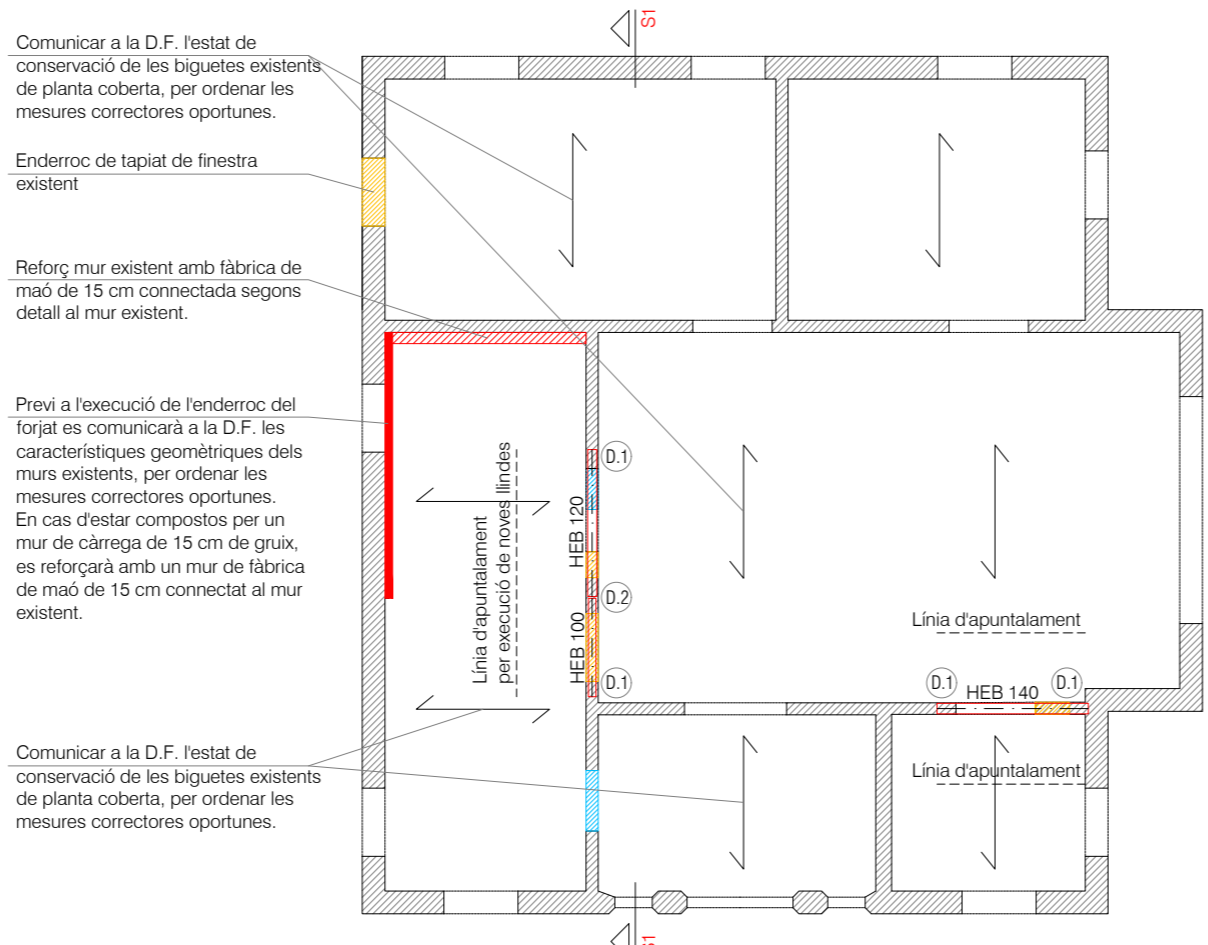 S1
Comunicar a la D.F. l'estat de
conservació de les biguetes existents
de planta coberta, per ordenar les
mesures correctores oportunes.
Enderroc de tapiat de finestra
existent
Reforç mur existent amb fàbrica de
maó de 15 cm connectada segons
detall al mur existent.
Previ a l'execució de l'enderroc del
forjat es comunicarà a la D.F. les
característiques geomètriques dels
murs existents, per ordenar les
mesures correctores oportunes.
En cas d'estar compostos per un
mur de càrrega de 15 cm de gruix,
es reforçarà amb un mur de fàbrica
de maó de 15 cm connectat al mur
existent.
Comunicar a la D.F. l'estat de
conservació de les biguetes existents
de planta coberta, per ordenar les
mesures correctores oportunes.
Línia d'apuntalament
per execució de noves llindes
HEB 120
HEB 100
D.1
D.2
D.1
Línia d'apuntalament
D.1
HEB 140
D.1
Línia d'apuntalament
S1